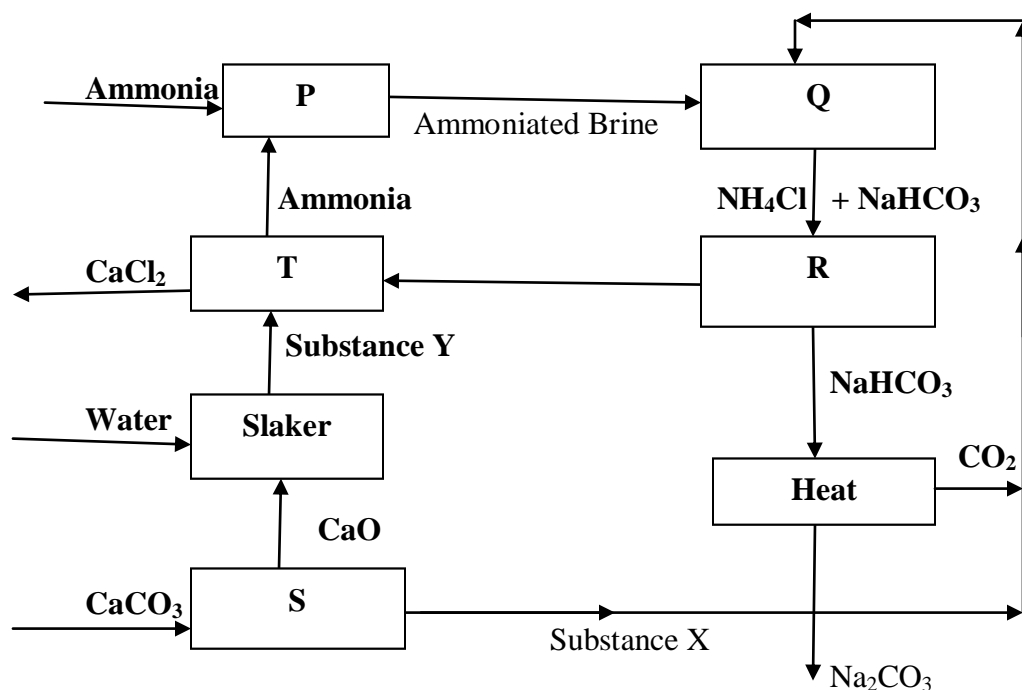 Ammonia
P
Ammoniated Brine
Q
Ammonia
NH₄Cl + NaHCO₃
CaCl₂
T
R
Substance Y
NaHCO₃
Water
Slaker
CO₂
Heat
CaO
CaCO₃
S
Substance X
Na₂CO₃